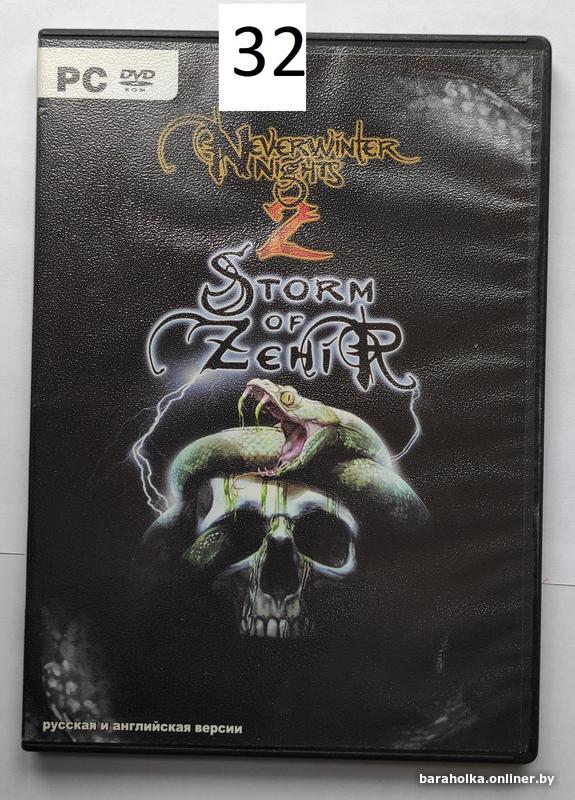 32
PC DVD
ROM
Neverwinter
Nights
2
Storm
of
Zehir
русская и английская версии
baraholka.onliner.by